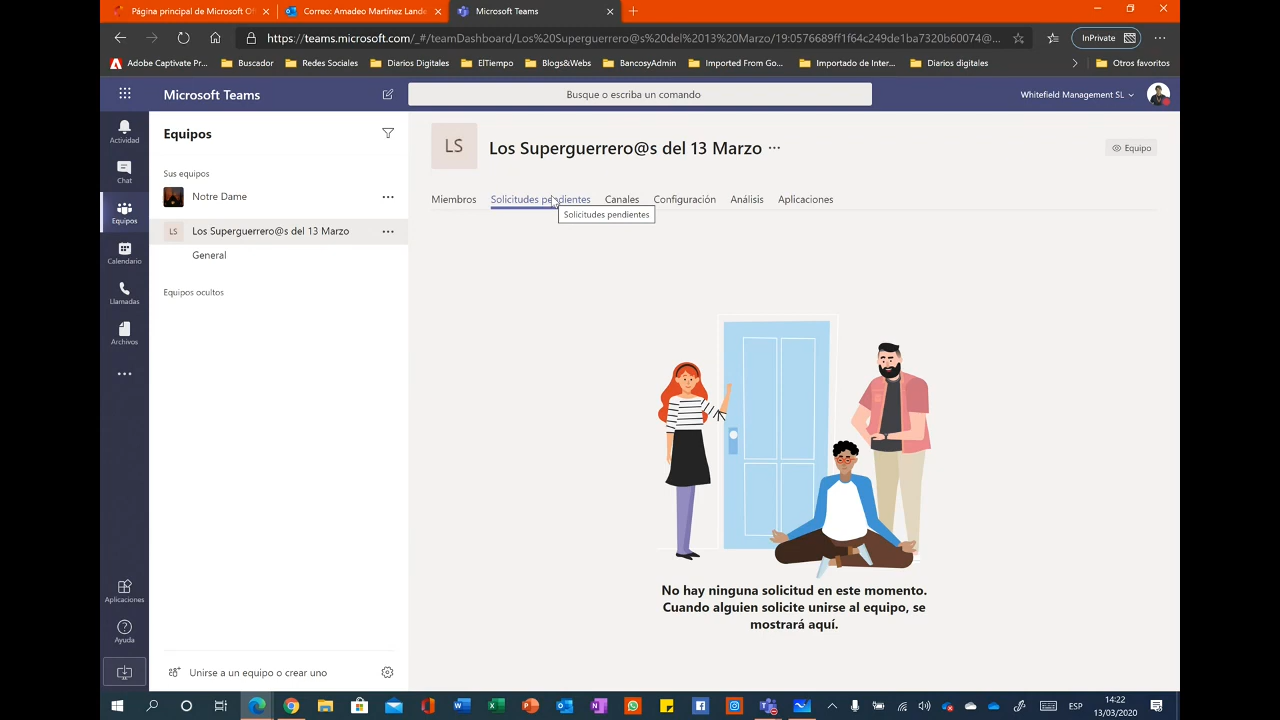 Página principal de Microsoft Of
Correo: Amadeo Martínez Lande
Microsoft Teams
https://teams.microsoft.com/_#/teamDashboard/Los%20Superguerrero@s%20del%2013%20Marzo/19:0576689ff1f64c249de1ba7320b60074@...
InPrivate
Adobe Captivate Pr...
Buscador
Redes Sociales
Diarios Digitales
ElTiempo
Blogs&Webs
BancosyAdmin
Imported From Go...
Importado de Inter...
Diarios digitales
Otros favoritos
Microsoft Teams
Busque o escriba un comando
Whitefield Management SL
Actividad
Chat
Equipos
Calendario
Llamadas
Archivos
Aplicaciones
Ayuda
Equipos
Sus equipos
Notre Dame
LS Los Superguerrero@s del 13 Marzo
General
Equipos ocultos
Unirse a un equipo o crear uno
LS Los Superguerrero@s del 13 Marzo
Equipo
Miembros Solicitudes pendientes Canales Configuración Análisis Aplicaciones
Solicitudes pendientes
No hay ninguna solicitud en este momento.
Cuando alguien solicite unirse al equipo, se
mostrará aquí.
ESP
14:22
13/03/2020